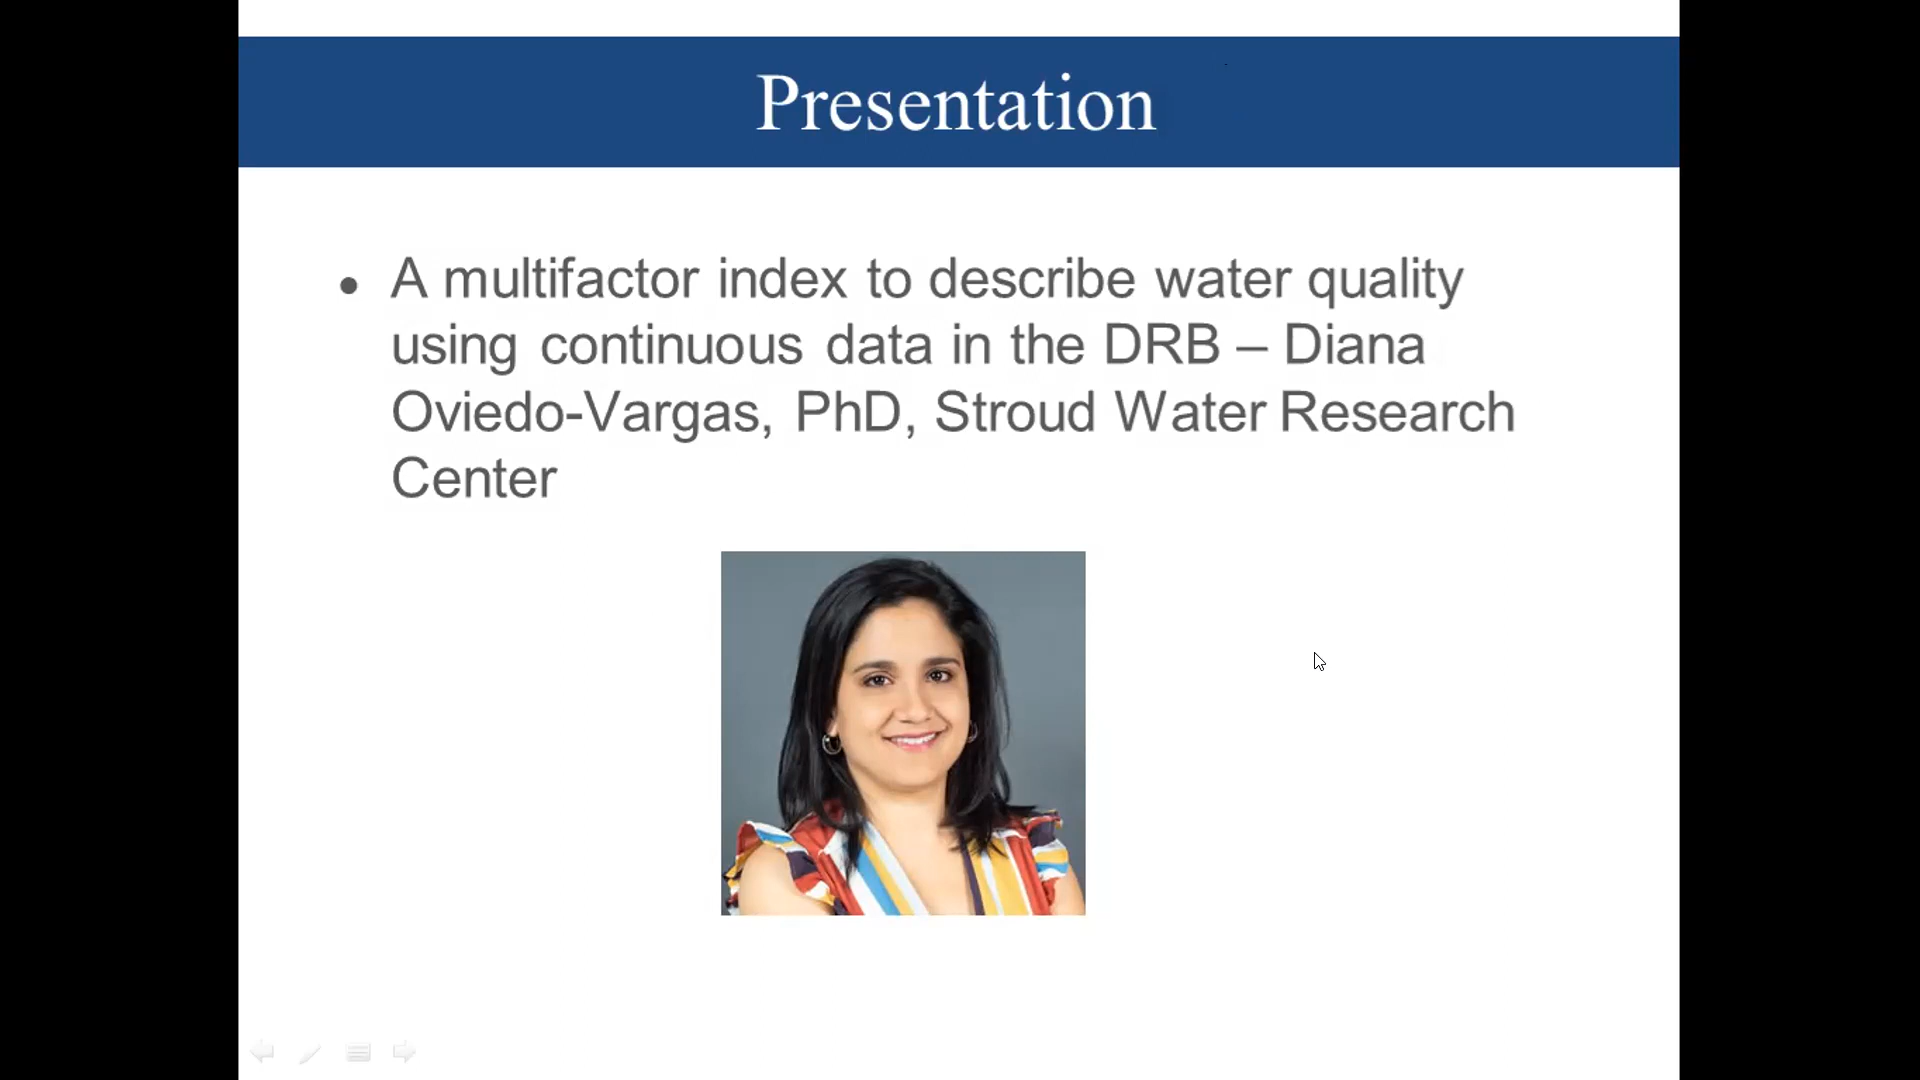 Presentation
• A multifactor index to describe water quality
using continuous data in the DRB – Diana
Oviedo-Vargas, PhD, Stroud Water Research
Center